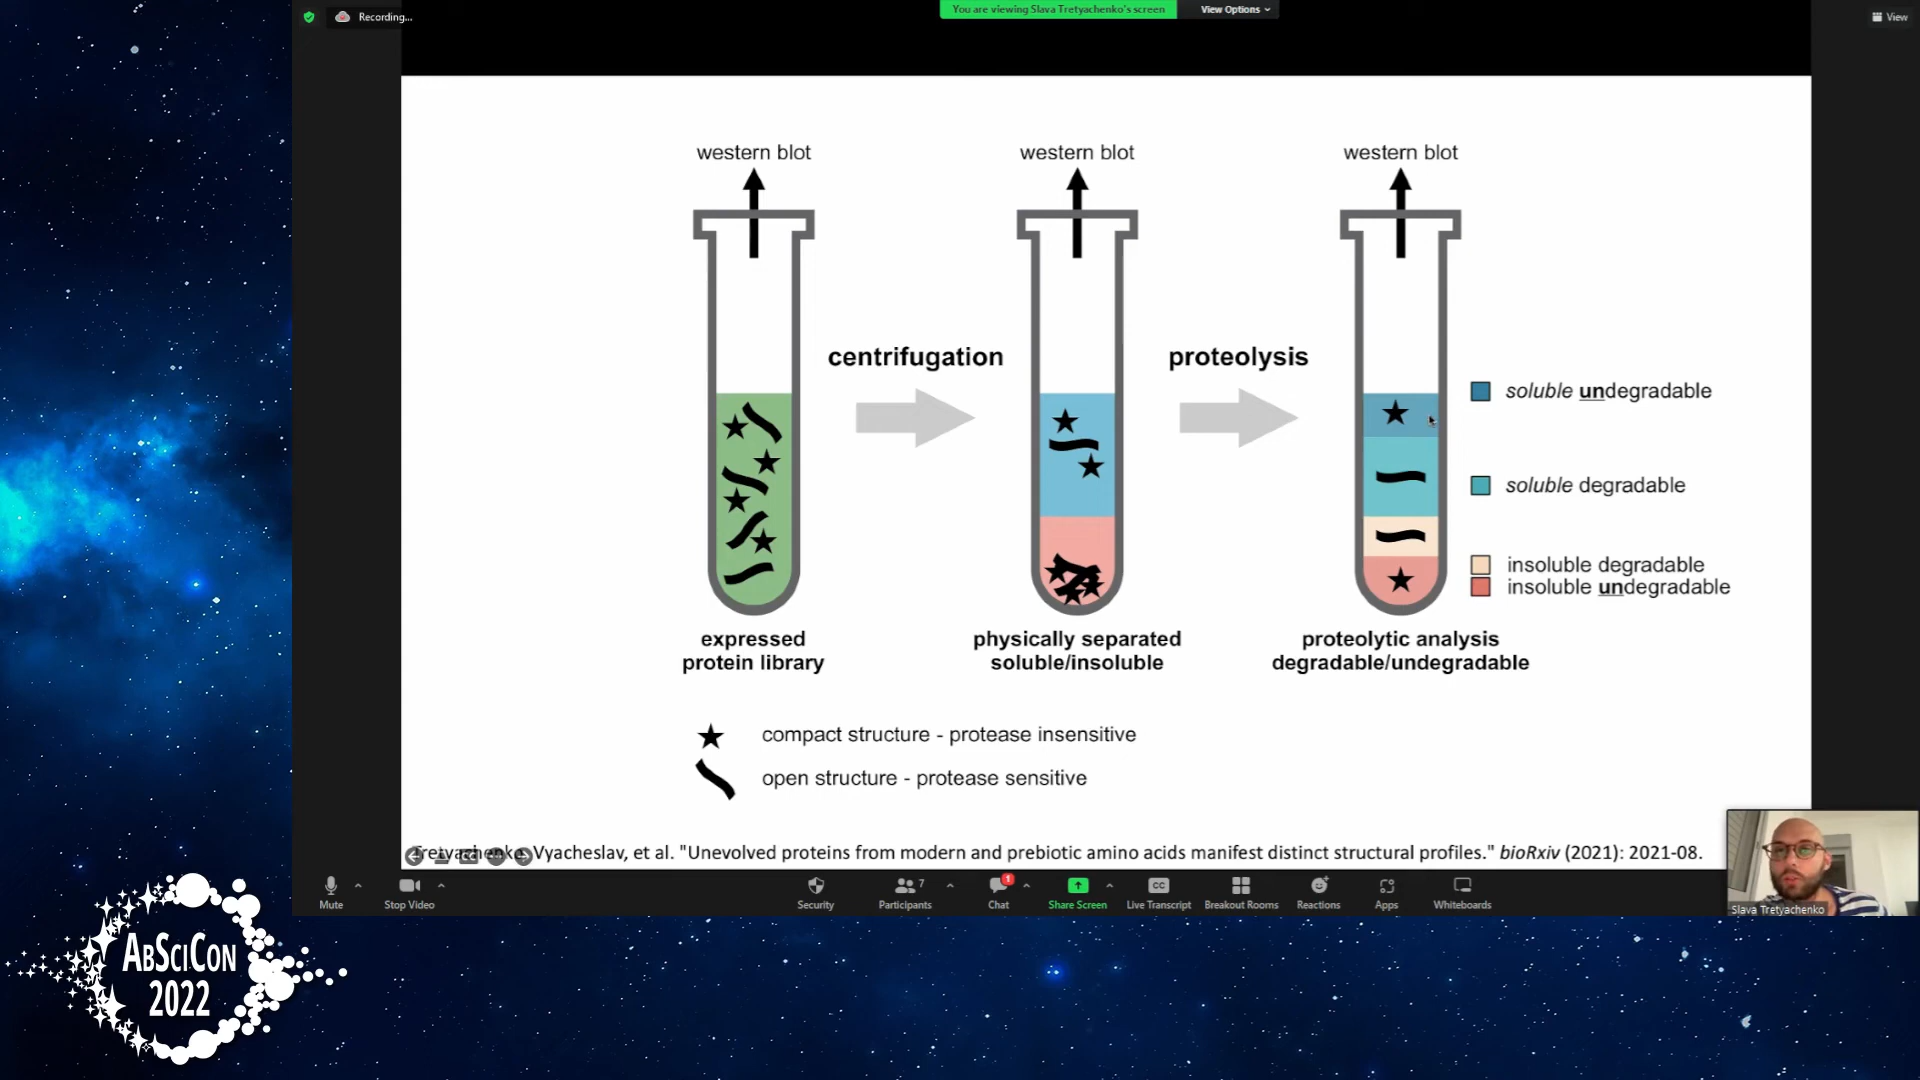 Recording...
You are viewing Slava Tretyachenko's screen
View Options
View
western blot
western blot
western blot
centrifugation
proteolysis
soluble undegradable
soluble degradable
insoluble degradable
insoluble undegradable
expressed
protein library
physically separated
soluble/insoluble
proteolytic analysis
degradable/undegradable
compact structure - protease insensitive
open structure - protease sensitive
Tretyachenko, Vyacheslav, et al. "Unevolved proteins from modern and prebiotic amino acids manifest distinct structural profiles." bioRxiv (2021): 2021-08.
Mute
Stop Video
Security
Participants
7
Chat
1
Share Screen
CC
Live Transcript
Breakout Rooms
Reactions
Apps
Whiteboards
Slava Tretyachenko
ABSCICON
2022